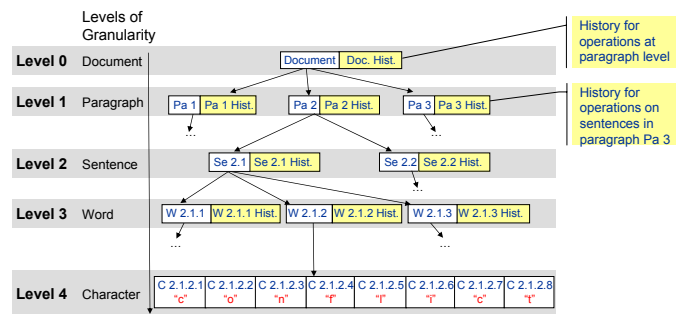 Levels of
Granularity
History for
operations at
paragraph level
Level 0 Document Document Doc. Hist.
History for
operations on
sentences in
paragraph Pa 3
Level 1 Paragraph Pa 1 Pa 1 Hist. Pa 2 Pa 2 Hist. Pa 3 Pa 3 Hist.
... ...
Level 2 Sentence Se 2.1 Se 2.1 Hist. Se 2.2 Se 2.2 Hist.
...
Level 3 Word W 2.1.1 W 2.1.1 Hist. W 2.1.2 W 2.1.2 Hist. W 2.1.3 W 2.1.3 Hist.
... ...
Level 4 Character C 2.1.2.1 C 2.1.2.2 C 2.1.2.3 C 2.1.2.4 C 2.1.2.5 C 2.1.2.6 C 2.1.2.7 C 2.1.2.8
“c” “o” “n” “f” “l” “i” “c” “t”